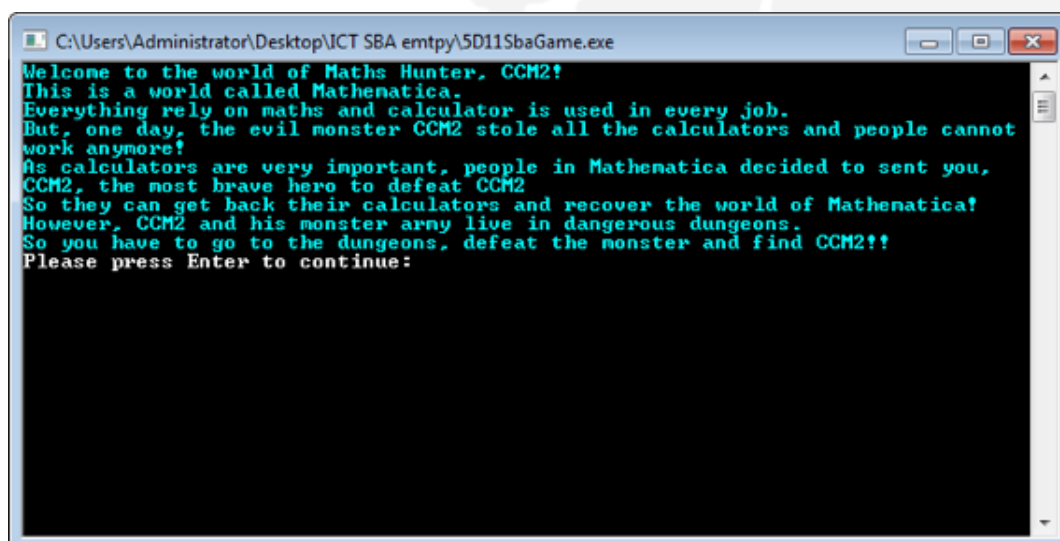 C:\Users\Administrator\Desktop\ICT SBA emtpy\5D11SbaGame.exe
Welcome to the world of Maths Hunter, CCM2!
This is a world called Mathematica.
Everything rely on maths and calculator is used in every job.
But, one day, the evil monster CCM2 stole all the calculators and people cannot
work anymore!
As calculators are very important, people in Mathematica decided to sent you,
CCM2, the most brave hero to defeat CCM2
So they can get back their calculators and recover the world of Mathematica!
However, CCM2 and his monster army live in dangerous dungeons.
So you have to go to the dungeons, defeat the monster and find CCM2!!
Please press Enter to continue: